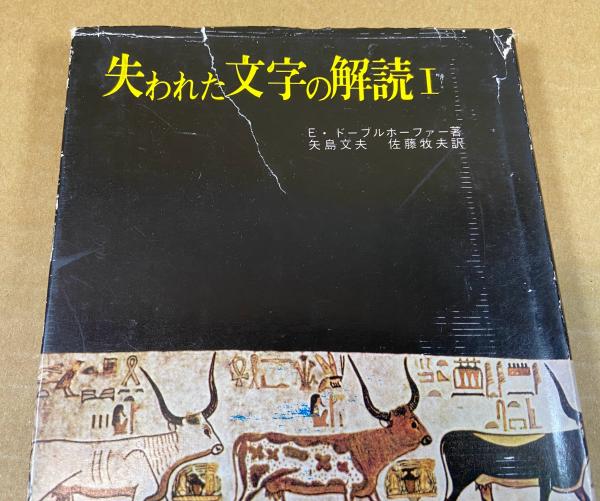 失われた文字の解読 I
E・ドーブルホーファー著
矢島文夫　佐藤牧夫訳